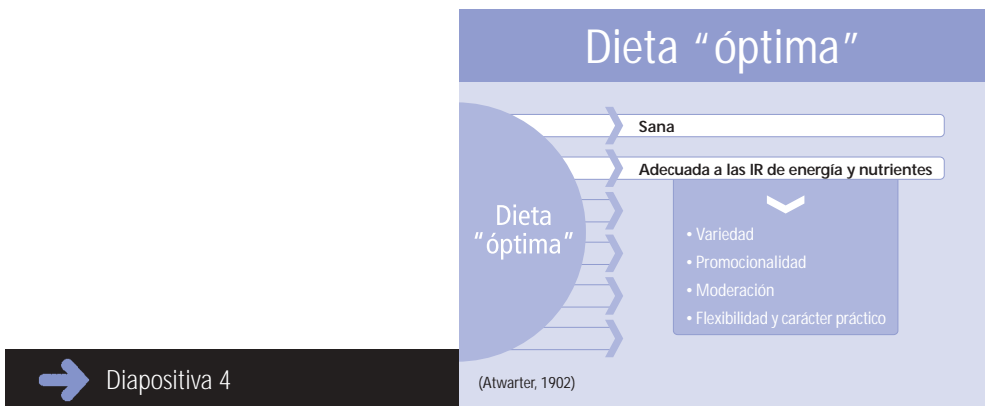 Dieta “óptima”
Sana
Adecuada a las IR de energía y nutrientes
Dieta
“óptima”
• Variedad
• Promocionalidad
• Moderación
• Flexibilidad y carácter práctico
Diapositiva 4
(Atwarter, 1902)